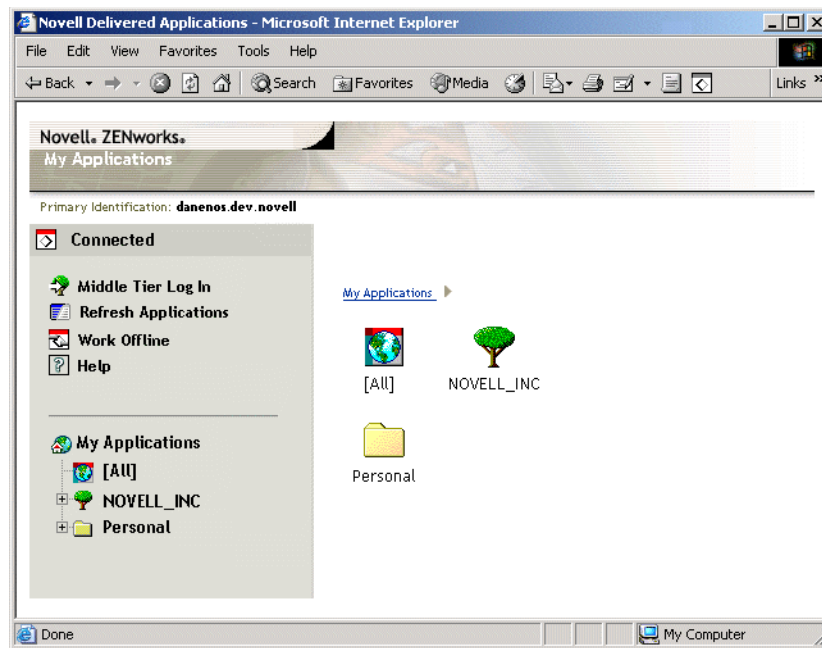 Novell Delivered Applications - Microsoft Internet Explorer
File Edit View Favorites Tools Help
Back Search Favorites Media Links »
Novell. ZENworks.
My Applications
Primary Identification: danenos.dev.novell
Connected
Middle Tier Log In
Refresh Applications
Work Offline
Help
My Applications
[All]
NOVELL_INC
Personal
My Applications
[All] NOVELL_INC
Personal
Done My Computer